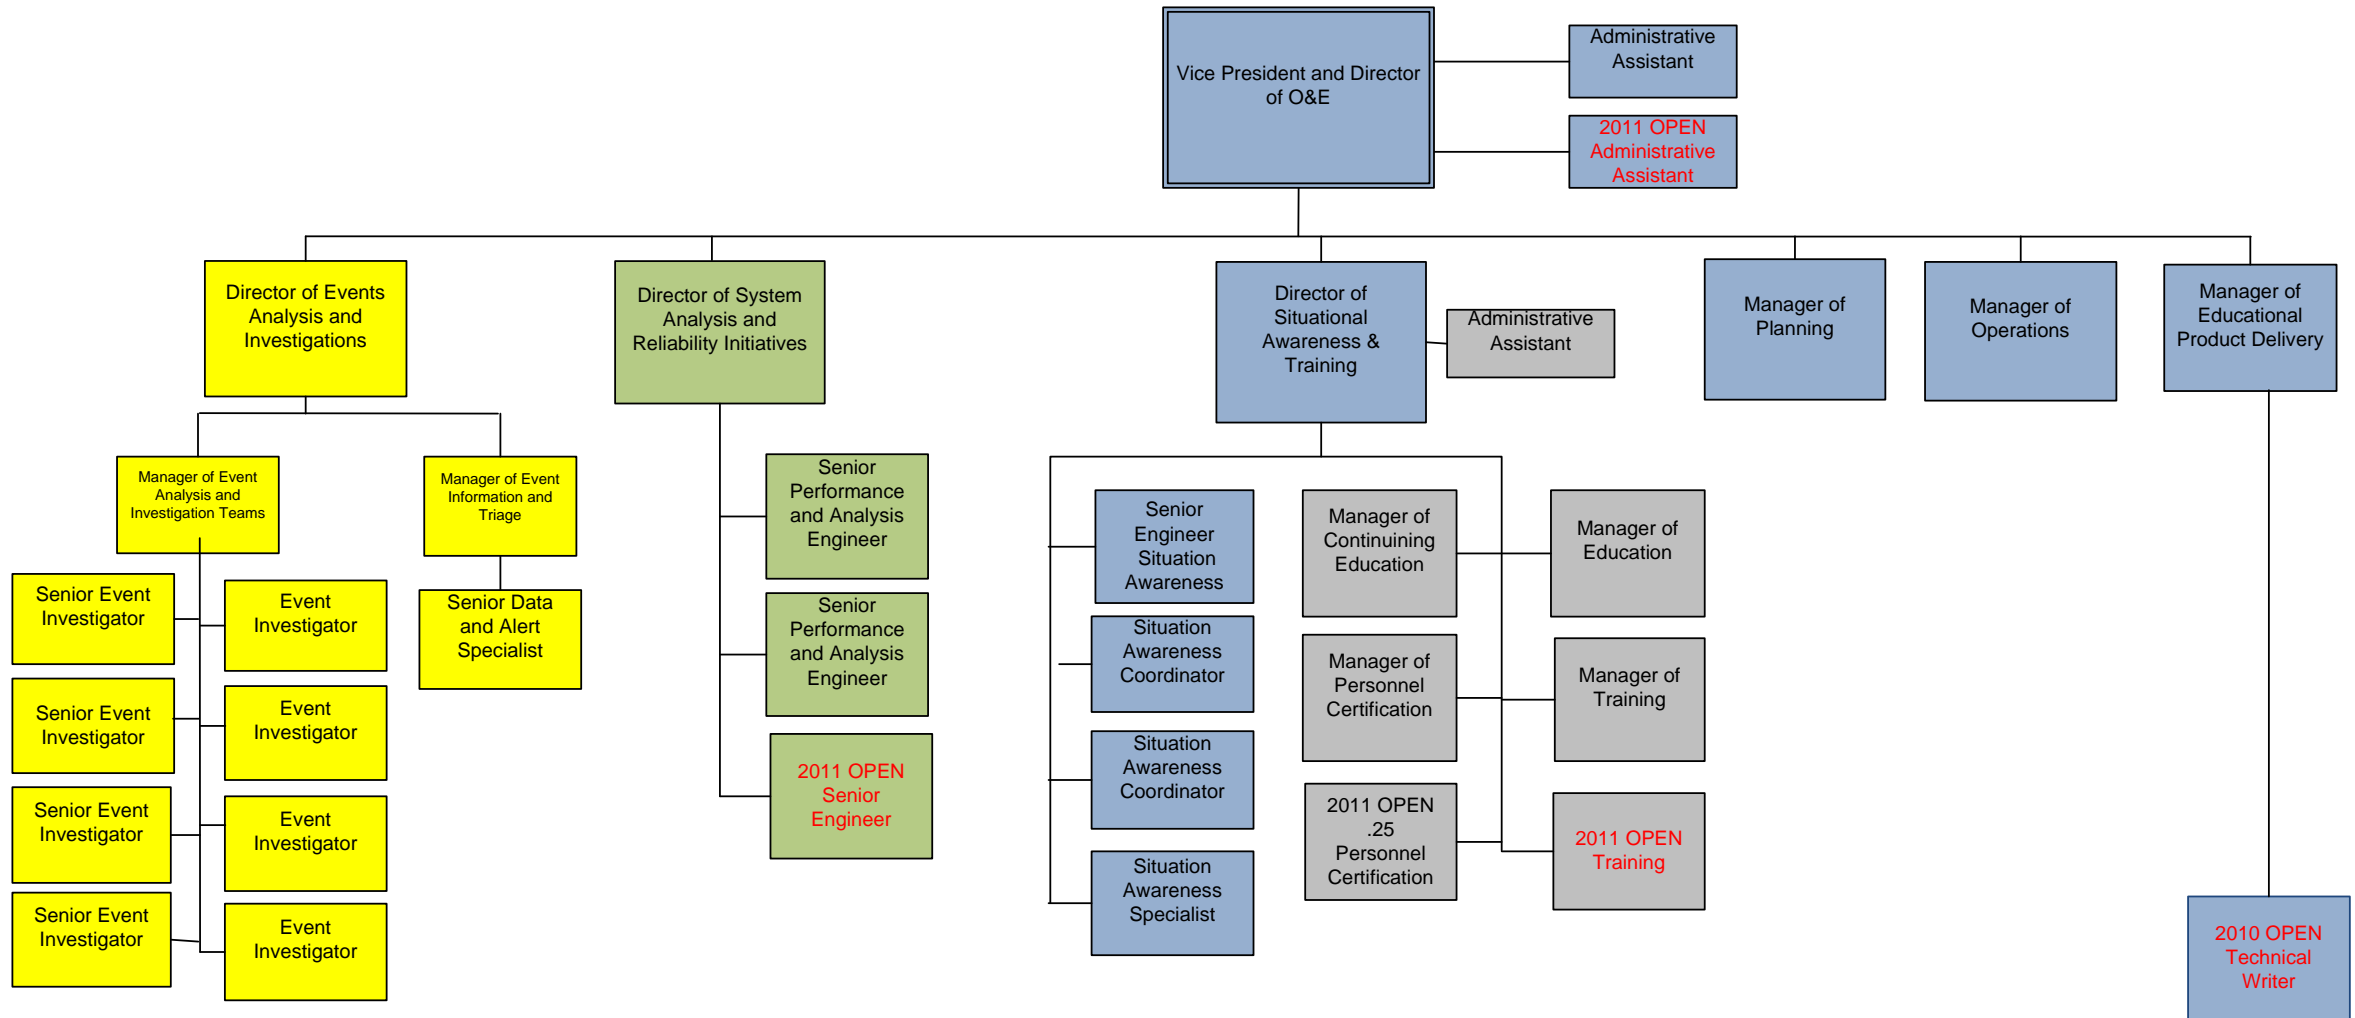 Vice President and Director
of O&E
Administrative
Assistant
2011 OPEN
Administrative
Assistant
Director of Events
Analysis and
Investigations
Director of System
Analysis and
Reliability Initiatives
Director of
Situational
Awareness &
Training
Administrative
Assistant
Manager of
Planning
Manager of
Operations
Manager of
Educational
Product Delivery
Manager of Event
Analysis and
Investigation Teams
Manager of Event
Information and
Triage
Senior Event
Investigator
Event
Investigator
Senior Data
and Alert
Specialist
Senior Event
Investigator
Event
Investigator
Senior Event
Investigator
Event
Investigator
Senior Event
Investigator
Event
Investigator
Senior
Performance
and Analysis
Engineer
Senior
Performance
and Analysis
Engineer
2011 OPEN
Senior
Engineer
Senior
Engineer
Situation
Awareness
Situation
Awareness
Coordinator
Situation
Awareness
Coordinator
Situation
Awareness
Specialist
Manager of
Continuining
Education
Manager of
Education
Manager of
Personnel
Certification
Manager of
Training
2011 OPEN
.25
Personnel
Certification
2011 OPEN
Training
2010 OPEN
Technical
Writer